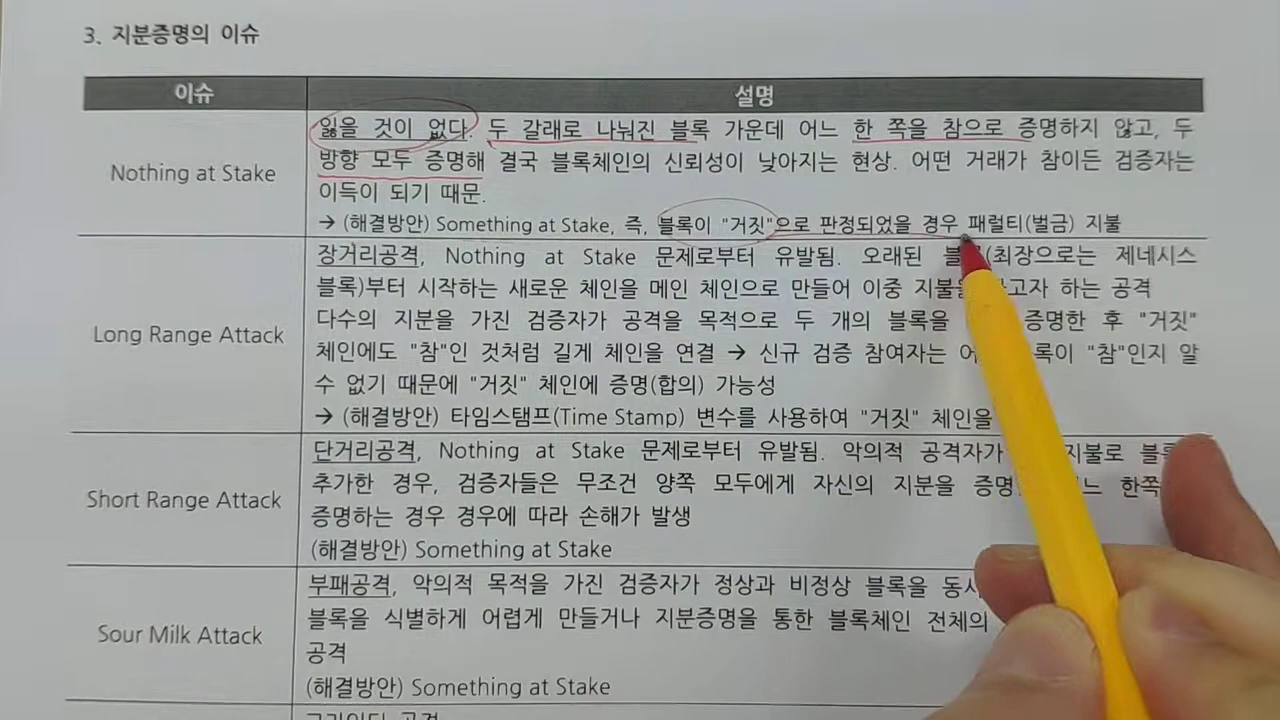 3. 지분증명의 이슈
이슈
설명
Nothing at Stake
잃을 것이 없다. 두 갈래로 나눠진 블록 가운데 어느 한 쪽을 참으로 증명하지 않고, 두
방향 모두 증명해 결국 블록체인의 신뢰성이 낮아지는 현상. 어떤 거래가 참이든 검증자는
이득이 되기 때문.
→ (해결방안) Something at Stake, 즉, 블록이 "거짓"으로 판정되었을 경우 패럴티(벌금) 지불
Long Range Attack
장거리공격, Nothing at Stake 문제로부터 유발됨. 오래된 (최장으로는 제네시스
블록)부터 시작하는 새로운 체인을 메인 체인으로 만들어 이중 하는 공격
다수의 지분을 가진 검증자가 공격을 목적으로 두 개의 블록을 증명한 후 "거짓"
체인에도 "참"인 것처럼 길게 체인을 연결 → 신규 검증 참여자는 "참"인지 알
수 없기 때문에 "거짓" 체인에 증명(합의) 가능성
→ (해결방안) 타임스탬프(Time Stamp) 변수를 사용하여 "거짓" 체인을
Short Range Attack
단거리공격, Nothing at Stake 문제로부터 유발됨. 악의적 공격자가
추가한 경우, 검증자들은 무조건 양쪽 모두에게 자신의 지분을
증명하는 경우 경우에 따라 손해가 발생
(해결방안) Something at Stake
Sour Milk Attack
부패공격, 악의적 목적을 가진 검증자가 정상과 비정상 블록을
블록을 식별하게 어렵게 만들거나 지분증명을 통한 블록체인 전체의
공격
(해결방안) Something at Stake